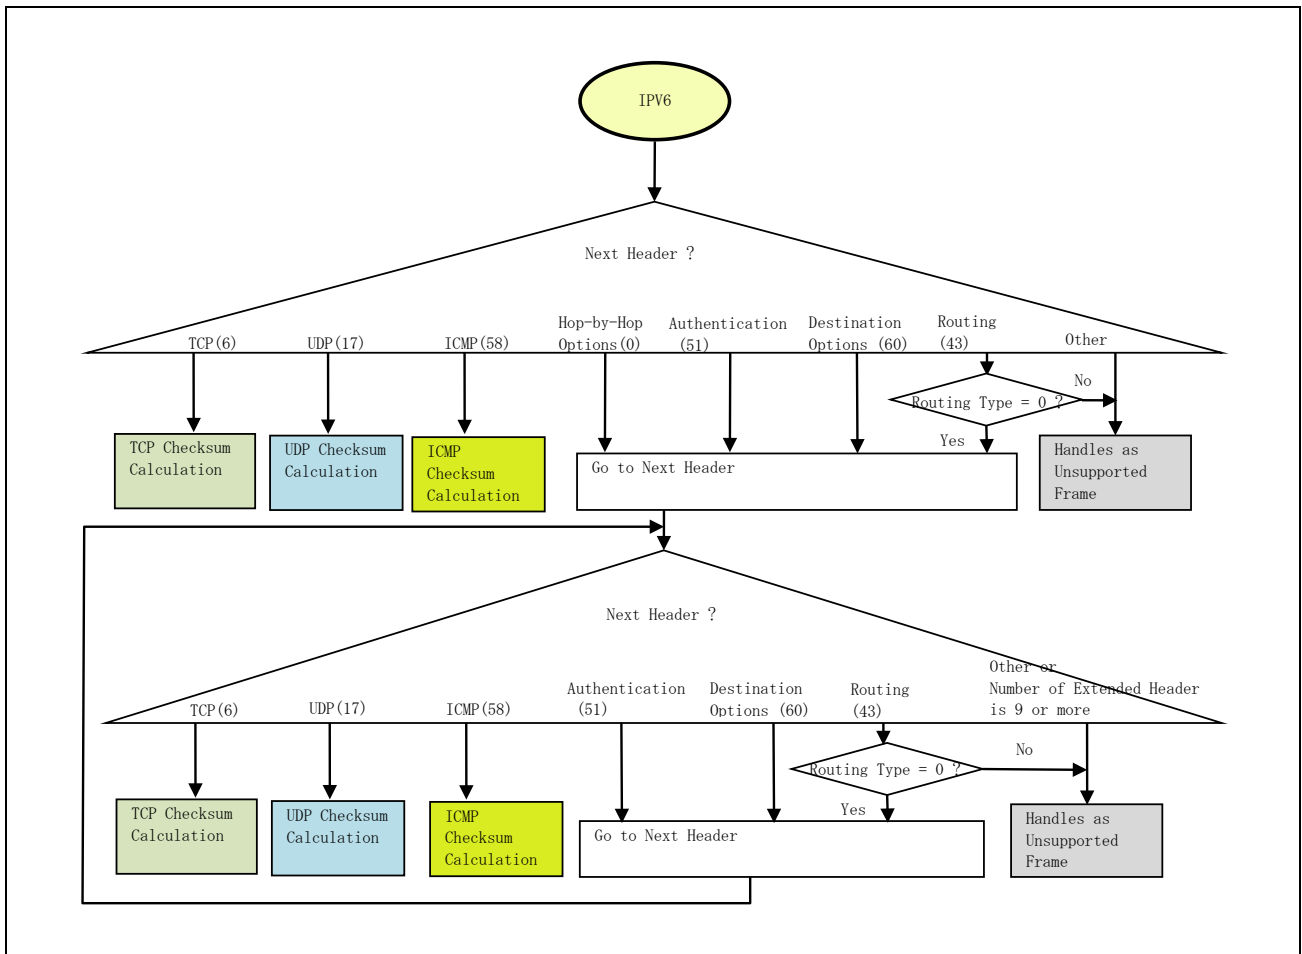 IPV6
Next Header ?
TCP(6)
UDP(17)
ICMP(58)
Hop-by-Hop
Options(0)
Authentication
(51)
Destination
Options (60)
Routing
(43)
Other
Routing Type = 0 ?
No
Yes
TCP Checksum
Calculation
UDP Checksum
Calculation
ICMP
Checksum
Calculation
Go to Next Header
Handles as
Unsupported
Frame
Next Header ?
TCP(6)
UDP(17)
ICMP(58)
Authentication
(51)
Destination
Options (60)
Routing
(43)
Other or
Number of Extended Header
is 9 or more
Routing Type = 0 ?
No
Yes
TCP Checksum
Calculation
UDP Checksum
Calculation
ICMP
Checksum
Calculation
Go to Next Header
Handles as
Unsupported
Frame